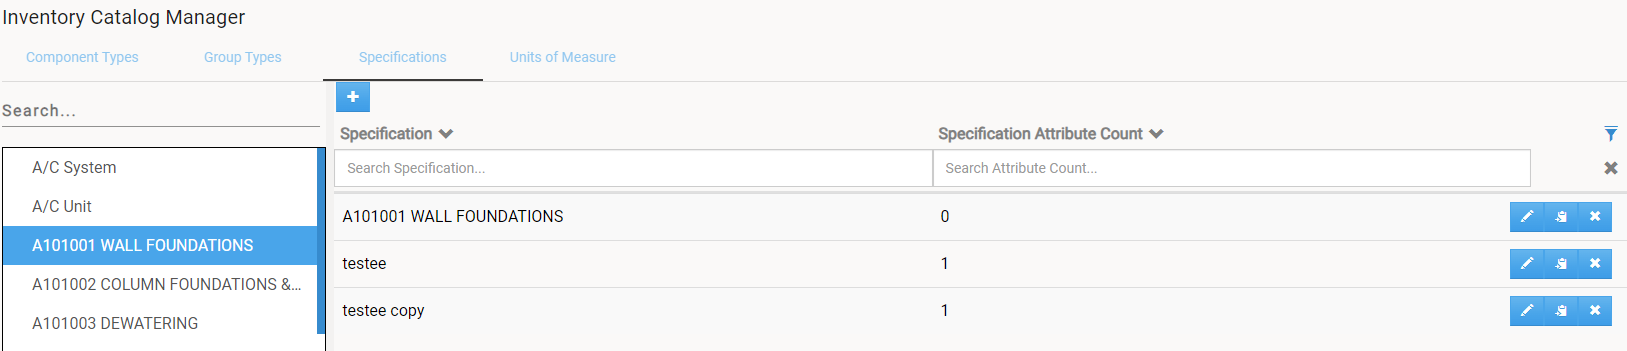 Inventory Catalog Manager
Component Types Group Types Specifications Units of Measure
Search...
A/C System
A/C Unit
A101001 WALL FOUNDATIONS
A101002 COLUMN FOUNDATIONS &...
A101003 DEWATERING
Specification Specification Attribute Count
Search Specification... Search Attribute Count...
A101001 WALL FOUNDATIONS 0
testee 1
testee copy 1